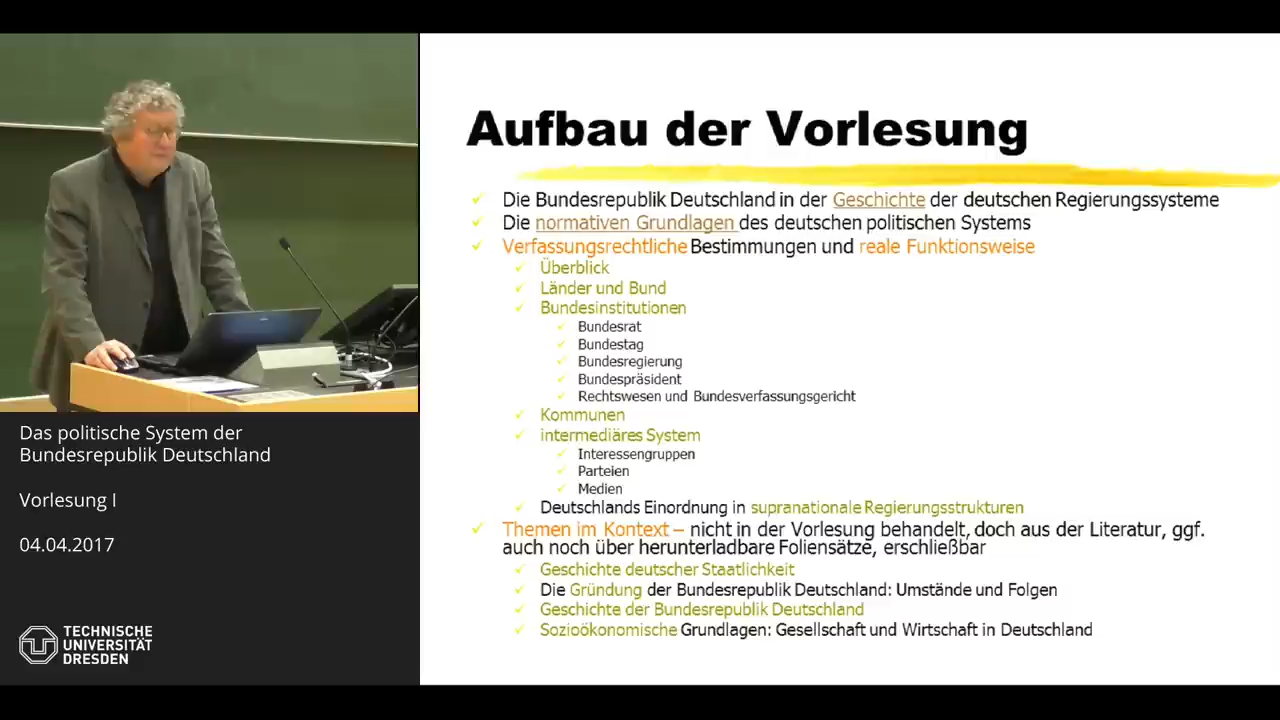 Das politische System der
Bundesrepublik Deutschland
Vorlesung I
04.04.2017
TECHNISCHE
UNIVERSITÄT
DRESDEN
Aufbau der Vorlesung
Die Bundesrepublik Deutschland in der Geschichte der deutschen Regierungssysteme
Die normativen Grundlagen des deutschen politischen Systems
Verfassungsrechtliche Bestimmungen und reale Funktionsweise
Überblick
Länder und Bund
Bundesinstitutionen
Bundesrat
Bundestag
Bundesregierung
Bundespräsident
Rechtswesen und Bundesverfassungsgericht
Kommunen
intermediäres System
Interessengruppen
Parteien
Medien
Deutschlands Einordnung in supranationale Regierungsstrukturen
Themen im Kontext – nicht in der Vorlesung behandelt, doch aus der Literatur, ggf.
auch noch über herunterladbare Foliensätze, erschließbar
Geschichte deutscher Staatlichkeit
Die Gründung der Bundesrepublik Deutschland: Umstände und Folgen
Geschichte der Bundesrepublik Deutschland
Sozioökonomische Grundlagen: Gesellschaft und Wirtschaft in Deutschland